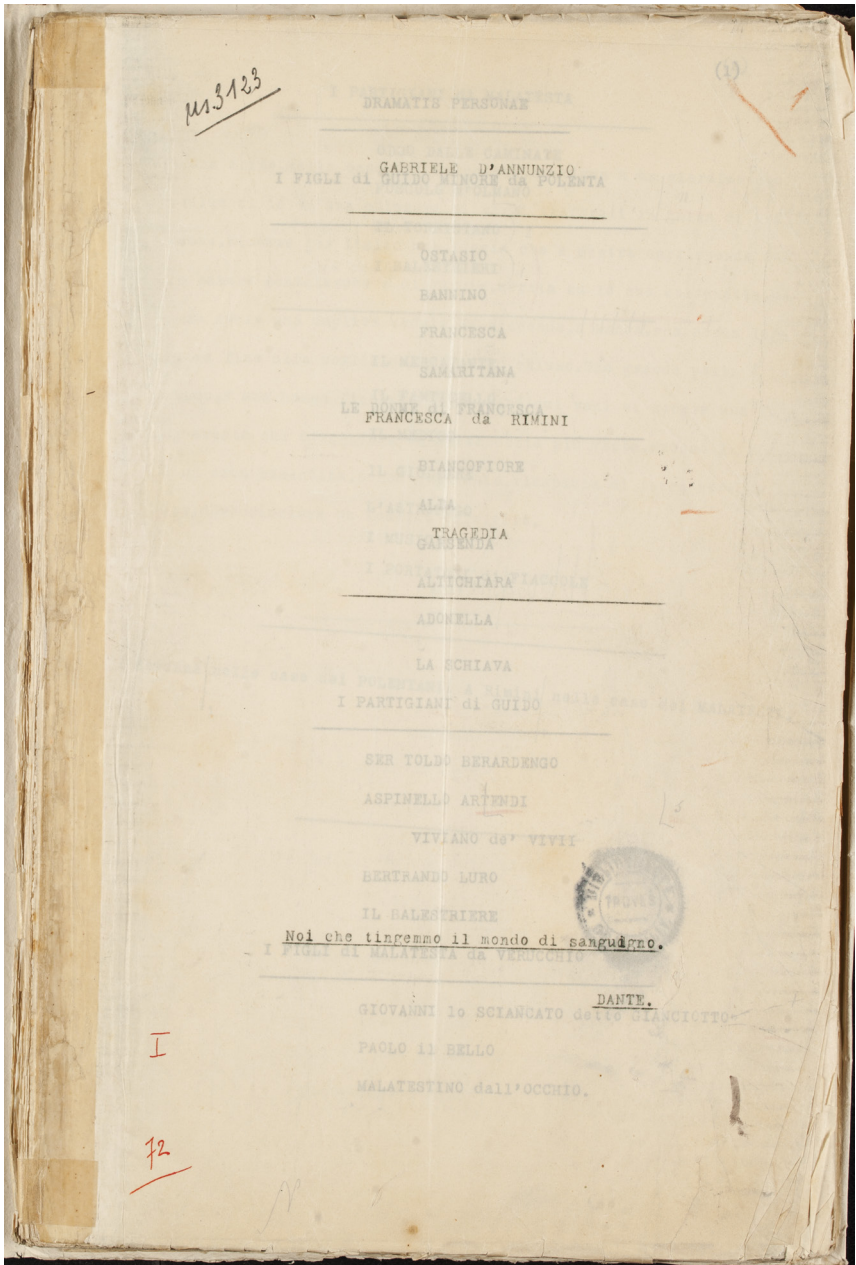 ms 3123
(1)
DRAMATIS PERSONAE
GABRIELE D'ANNUNZIO
I FIGLI di GUIDO MINORE da POLENTA
OSTASIO
BANNINO
FRANCESCA
SAMARITANA
LE DONNE di FRANCESCA
FRANCESCA da RIMINI
BIANCOFIORE
ALDA
TRAGEDIA
GARSENDA
ALTICHIARA
ADONELLA
LA SCHIAVA
I PARTIGIANI di GUIDO
SER TOLDO BERARDENGO
ASPINELLO ARTENDI
VIVIANO de' VIVII
BERTRANDO LURO
IL BALESTRIERE
Noi che tingemmo il mondo di sanguigno.
I FIGLI di MALATESTA da VERUCCHIO
DANTE.
GIOVANNI lo SCIANCATO detto GIANCIOTTO
PAOLO il BELLO
MALATESTINO dall'OCCHIO.
I
72